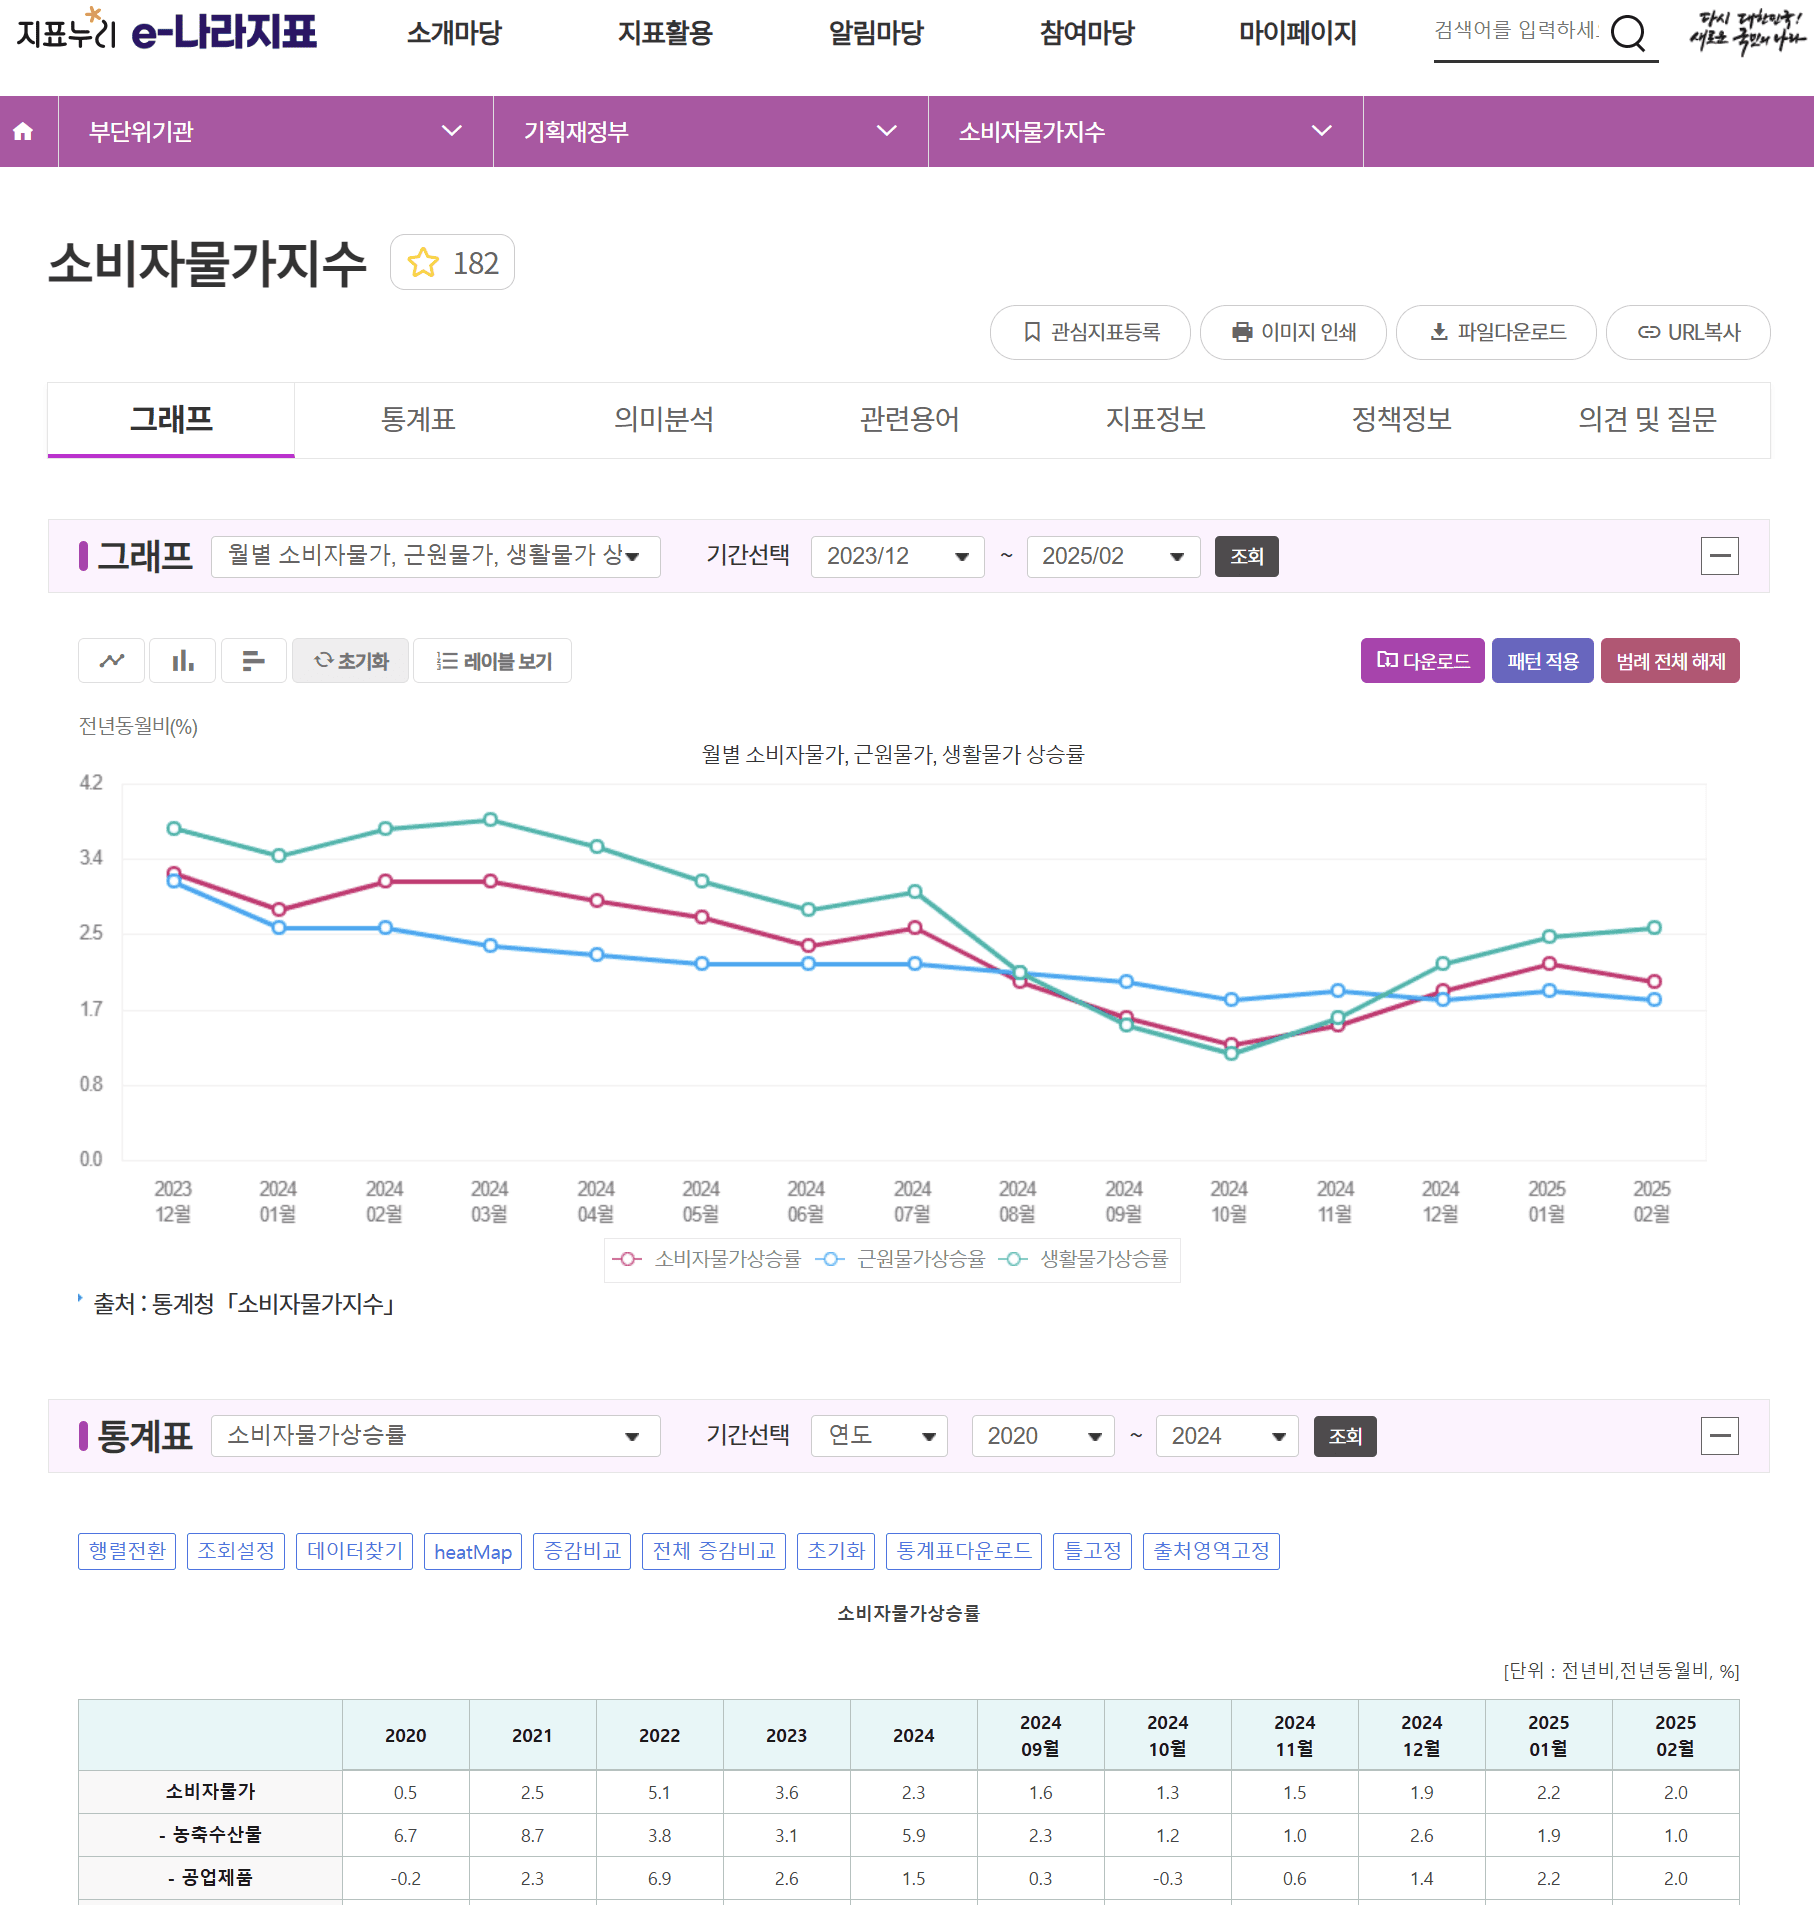 지표누리 e-나라지표 소개마당 지표활용 알림마당 참여마당 마이페이지 검색어를 입력하세 다시 대한민국! 새로운 국민의 나라
부단위기관 기획재정부 소비자물가지수
소비자물가지수 182
관심지표등록 이미지 인쇄 파일다운로드 URL복사
그래프 통계표 의미분석 관련용어 지표정보 정책정보 의견 및 질문
그래프 월별 소비자물가, 근원물가, 생활물가 상 기간선택 2023/12 ~ 2025/02 조회
초기화 레이블 보기 다운로드 패턴 적용 범례 전체 해제
전년동월비(%)
월별 소비자물가, 근원물가, 생활물가 상승률
4.2
3.4
2.5
1.7
0.8
0.0
2023 2024 2024 2024 2024 2024 2024 2024 2024 2024 2024 2024 2024 2025 2025
12월 01월 02월 03월 04월 05월 06월 07월 08월 09월 10월 11월 12월 01월 02월
소비자물가상승률 근원물가상승율 생활물가상승률
출처 : 통계청「소비자물가지수」
통계표 소비자물가상승률 기간선택 연도 2020 ~ 2024 조회
행렬전환 조회설정 데이터찾기 heatMap 증감비교 전체 증감비교 초기화 통계표다운로드 틀고정 출처영역고정
소비자물가상승률
[단위 : 전년비,전년동월비, %]
2020 2021 2022 2023 2024 2024 09월 2024 10월 2024 11월 2024 12월 2025 01월 2025 02월
소비자물가 0.5 2.5 5.1 3.6 2.3 1.6 1.3 1.5 1.9 2.2 2.0
- 농축수산물 6.7 8.7 3.8 3.1 5.9 2.3 1.2 1.0 2.6 1.9 1.0
- 공업제품 -0.2 2.3 6.9 2.6 1.5 0.3 -0.3 0.6 1.4 2.2 2.0